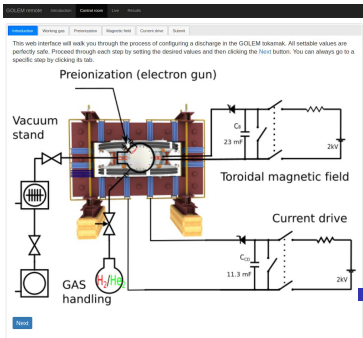 GOLEM remote Introduction Control room Live Results
Introduction Working gas Preionization Magnetic field Current drive Submit
This web interface will walk you through the process of configuring a discharge in the GOLEM tokamak. All settable values are
perfectly safe. Proceed through each step by setting the desired values and then clicking the Next button. You can always go to a
specific step by clicking its tab.
Preionization (electron gun)
Vacuum
stand
C_B
23 mF
2kV
Toroidal magnetic field
Current drive
C_CD
11.3 mF
2kV
GAS
handling
H2/He
Next